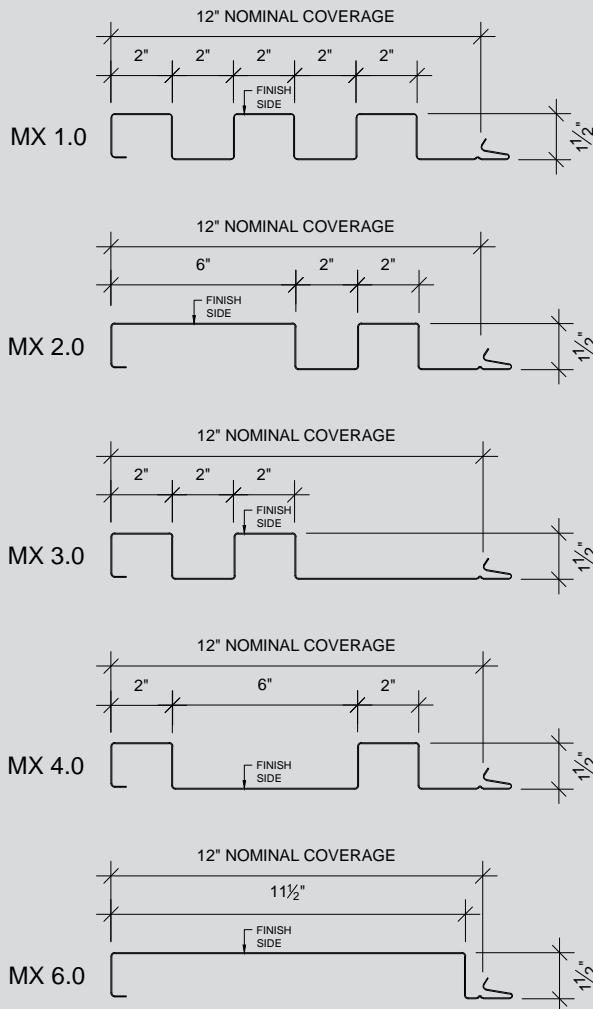 12" NOMINAL COVERAGE
2" 2" 2" 2" 2"
FINISH
SIDE
MX 1.0
1½"
12" NOMINAL COVERAGE
6" 2" 2"
FINISH
SIDE
MX 2.0
1½"
12" NOMINAL COVERAGE
2" 2" 2"
FINISH
SIDE
MX 3.0
1½"
12" NOMINAL COVERAGE
2" 6" 2"
MX 4.0
FINISH
SIDE
1½"
12" NOMINAL COVERAGE
11½"
FINISH
SIDE
MX 6.0
1½"